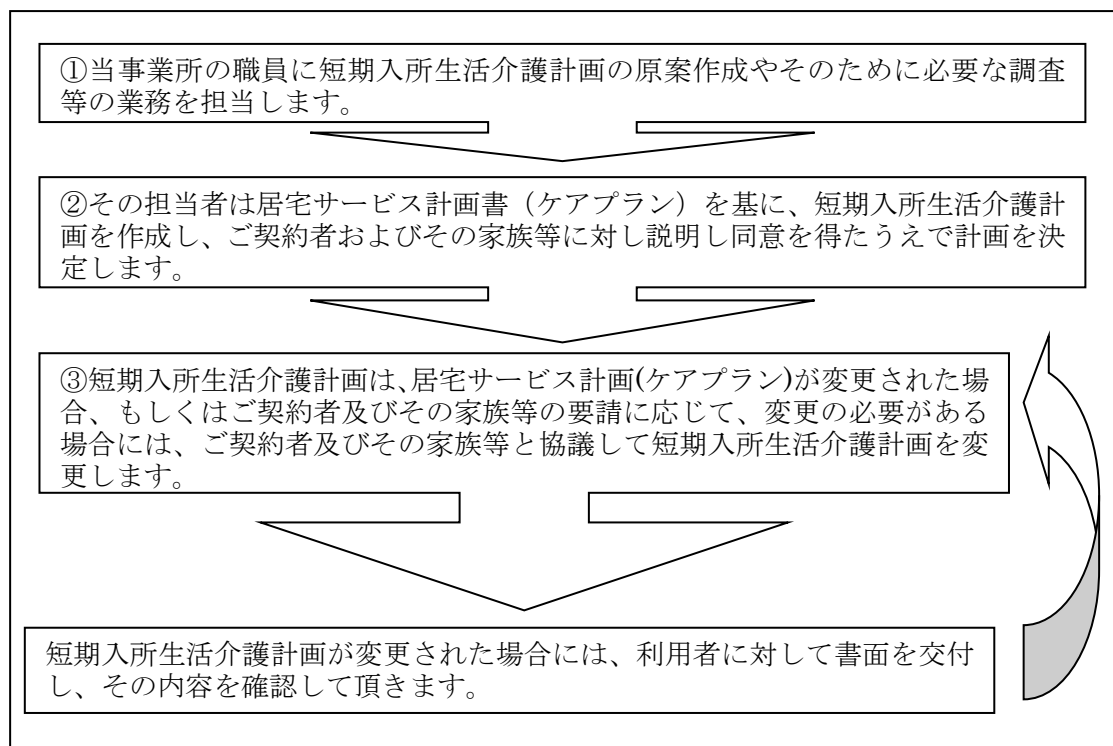 ①当事業所の職員に短期入所生活介護計画の原案作成やそのために必要な調査
等の業務を担当します。
②その担当者は居宅サービス計画書（ケアプラン）を基に、短期入所生活介護計
画を作成し、ご契約者およびその家族等に対し説明し同意を得たうえで計画を決
定します。
③短期入所生活介護計画は、居宅サービス計画(ケアプラン)が変更された場
合、もしくはご契約者及びその家族等の要請に応じて、変更の必要がある
場合には、ご契約者及びその家族等と協議して短期入所生活介護計画を変
更します。
短期入所生活介護計画が変更された場合には、利用者に対して書面を交付
し、その内容を確認して頂きます。